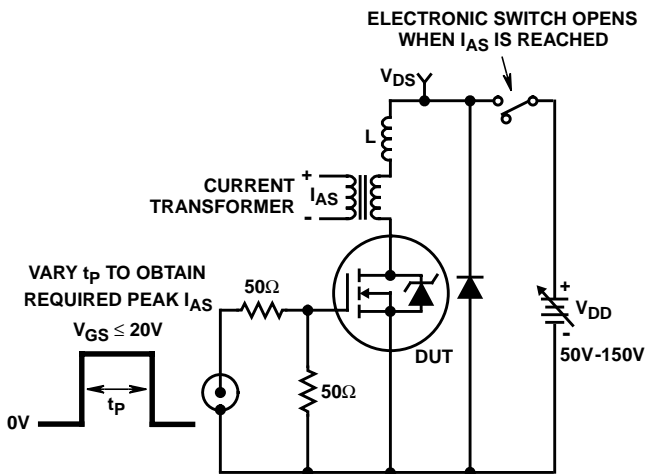 ELECTRONIC SWITCH OPENS
WHEN IAS IS REACHED
VDS
L
+
CURRENT
TRANSFORMER
IAS
-
VARY tP TO OBTAIN
REQUIRED PEAK IAS
50Ω
VGS ≤ 20V
+
VDD
-
DUT
50V-150V
50Ω
tP
0V